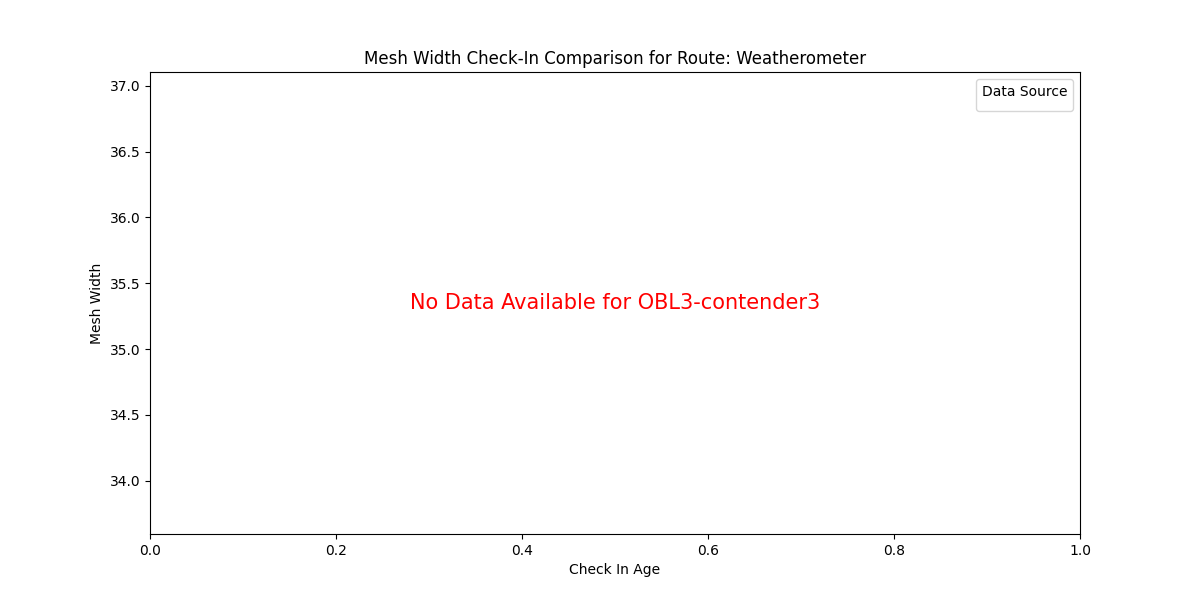 Mesh Width Check-In Comparison for Route: Weatherometer
Data Source
37.0
36.5
36.0
35.5
35.0
34.5
34.0
Mesh Width
No Data Available for OBL3-contender3
0.0
0.2
0.4
0.6
0.8
1.0
Check In Age